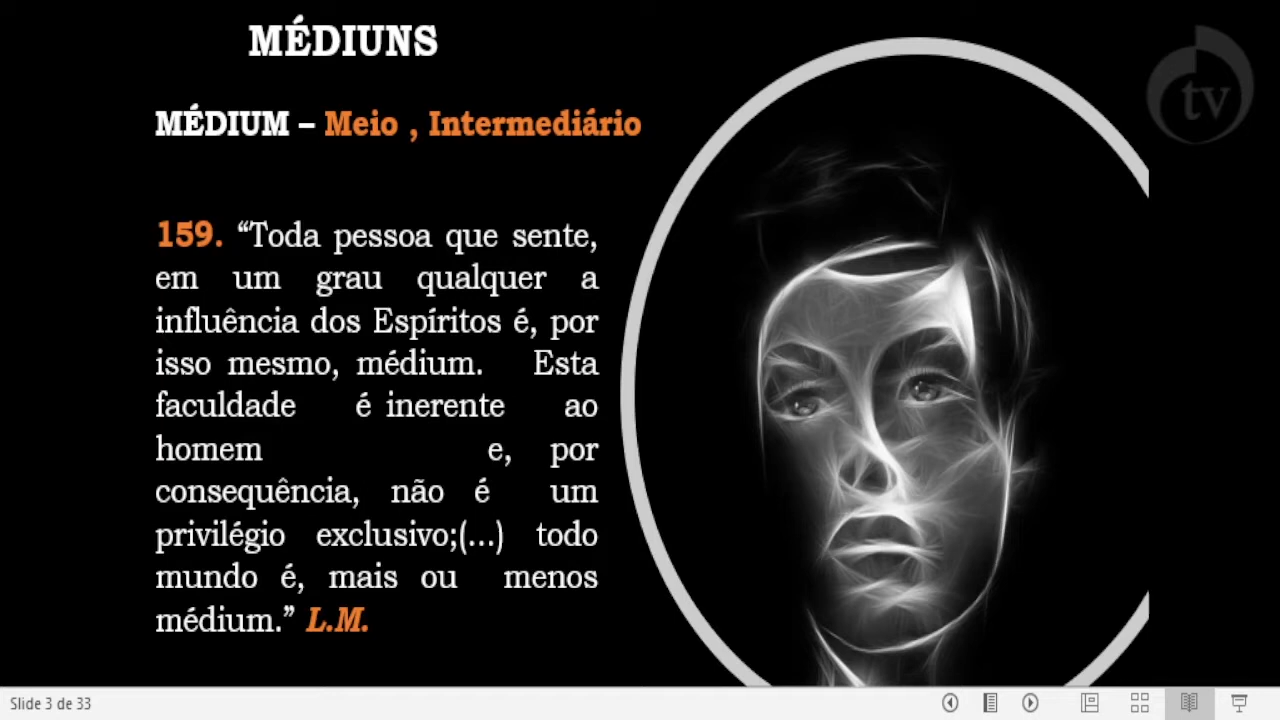 MÉDIUNS
MÉDIUM – Meio , Intermediário
159. “Toda pessoa que sente,
em um grau qualquer a
influência dos Espíritos é, por
isso mesmo, médium. Esta
faculdade é inerente ao
homem e, por
consequência, não é um
privilégio exclusivo;(...) todo
mundo é, mais ou menos
médium.” L.M.
tv
Slide 3 de 33